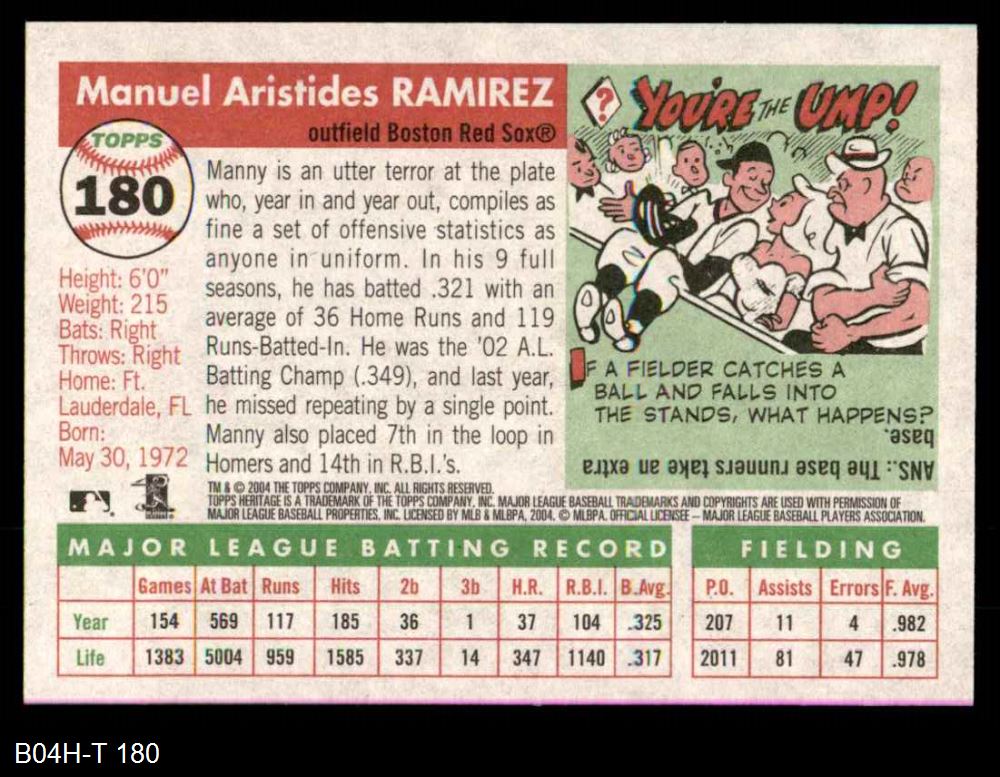 Manuel Aristides RAMIREZ
outfield Boston Red Sox®
TOPPS
180
Height: 6'0"
Weight: 215
Bats: Right
Throws: Right
Home: Ft.
Lauderdale, FL
Born:
May 30, 1972
Manny is an utter terror at the plate
who, year in and year out, compiles as
fine a set of offensive statistics as
anyone in uniform. In his 9 full
seasons, he has batted .321 with an
average of 36 Home Runs and 119
Runs-Batted-In. He was the '02 A.L.
Batting Champ (.349), and last year,
he missed repeating by a single point.
Manny also placed 7th in the loop in
Homers and 14th in R.B.I.'s.
? YOU'RE THE UMP!
IF A FIELDER CATCHES A
BALL AND FALLS INTO
THE STANDS, WHAT HAPPENS?
ANS.: The base runners take an extra
base.
TM & © 2004 THE TOPPS COMPANY, INC. ALL RIGHTS RESERVED.
TOPPS HERITAGE IS A TRADEMARK OF THE TOPPS COMPANY, INC. MAJOR LEAGUE BASEBALL TRADEMARKS AND COPYRIGHTS ARE USED WITH PERMISSION OF
MAJOR LEAGUE BASEBALL PROPERTIES, INC. LICENSED BY MLB & MLBPA, 2004. © MLBPA. OFFICIAL LICENSEE – MAJOR LEAGUE BASEBALL PLAYERS ASSOCIATION.
MAJOR LEAGUE BATTING RECORD
Games At Bat Runs Hits 2b 3b H.R. R.B.I. B.Avg.
Year 154 569 117 185 36 1 37 104 .325
Life 1383 5004 959 1585 337 14 347 1140 .317
FIELDING
P.O. Assists Errors F. Avg.
207 11 4 .982
2011 81 47 .978
B04H-T 180